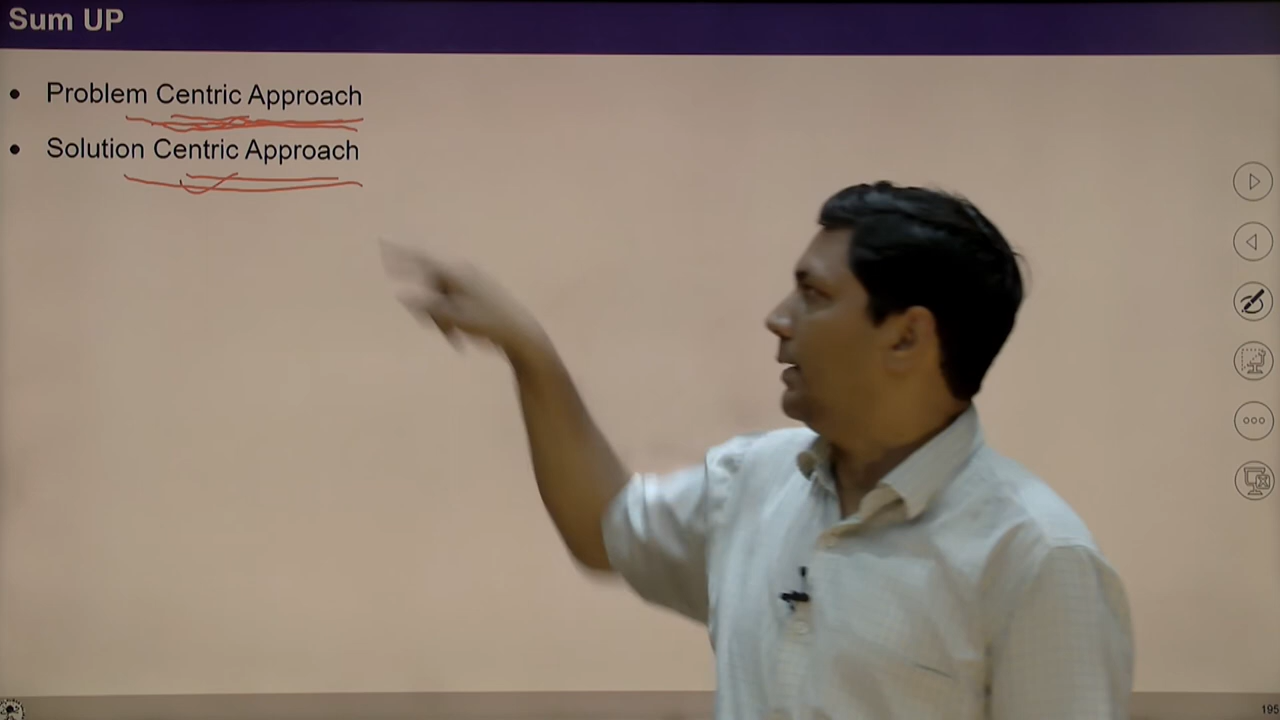 Sum UP
• Problem Centric Approach
• Solution Centric Approach
195